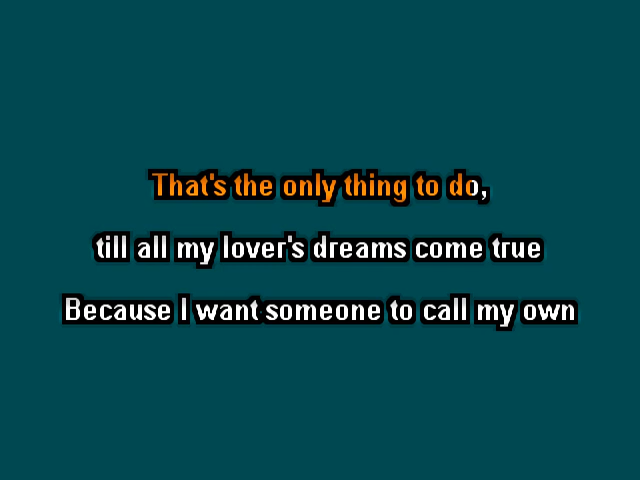 That's the only thing to do,
till all my lover's dreams come true
Because I want someone to call my own